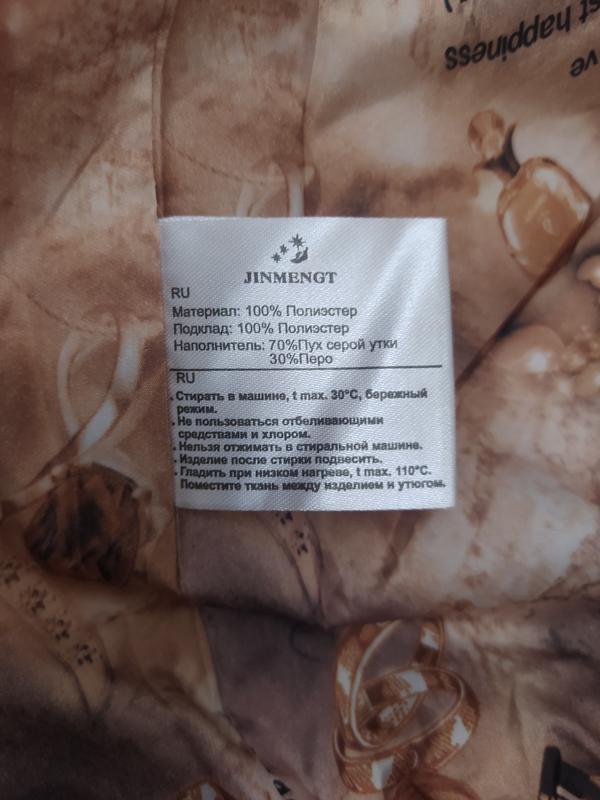 ve
st happiness
JINMENGT
RU
Материал: 100% Полиэстер
Подклад: 100% Полиэстер
Наполнитель: 70%Пух серой утки
30%Перо
RU
Стирать в машине, t max. 30°С, бережный
режим.
Не пользоваться отбеливающими
средствами и хлором.
Нельзя отжимать в стиральной машине.
Изделие после стирки подвесить.
Гладить при низком нагреве, t max. 110°С.
Поместите ткань между изделием и утюгом.